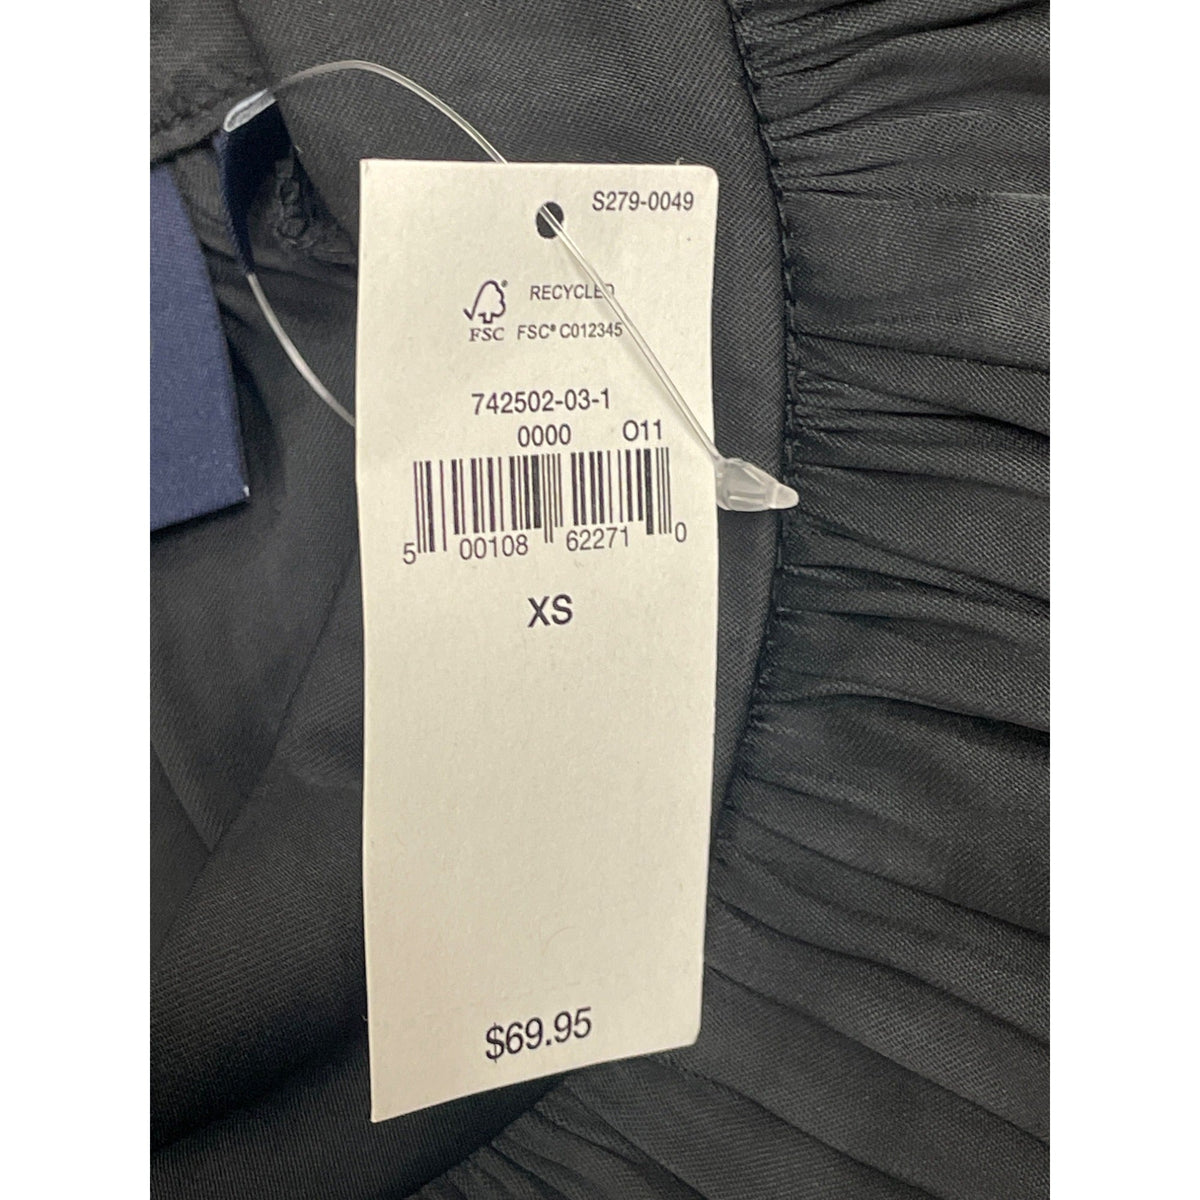 S279-0049
RECYCLED
FSC FSC® C012345
742502-03-1
0000 O11
5 00108 62271 0
XS
$69.95